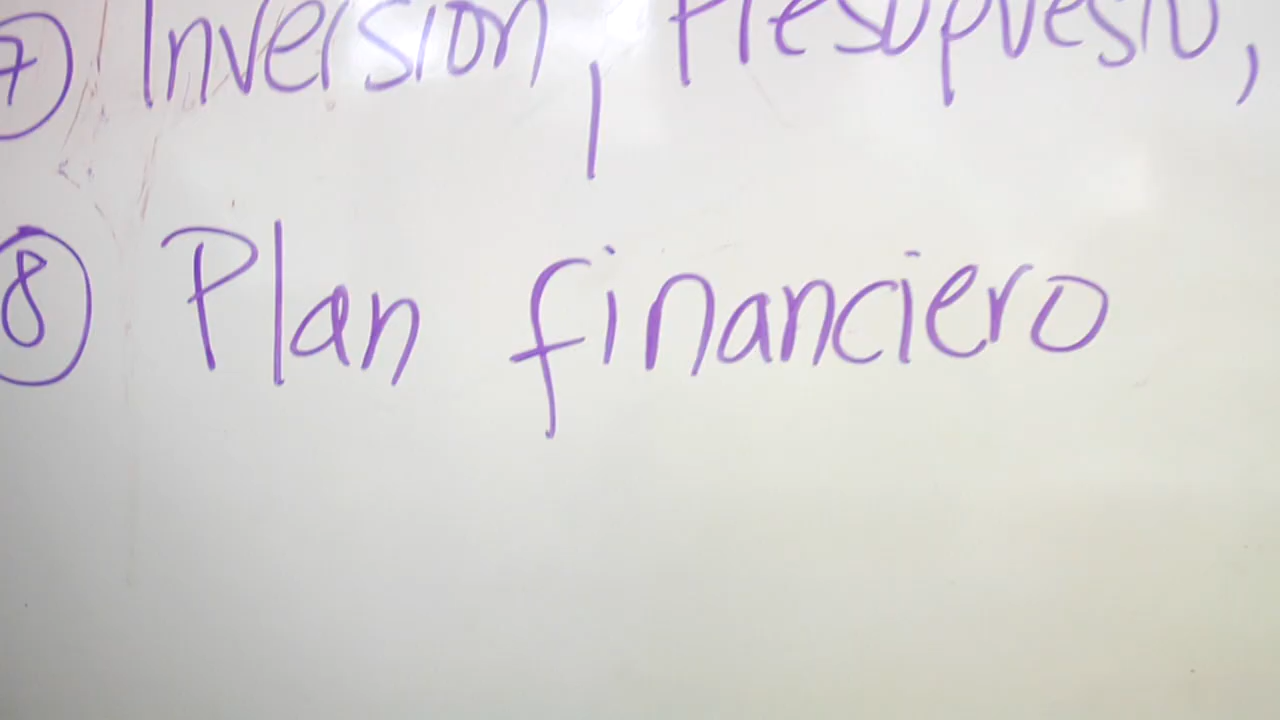 7 Inversion, Presupuesto,
8 Plan financiero